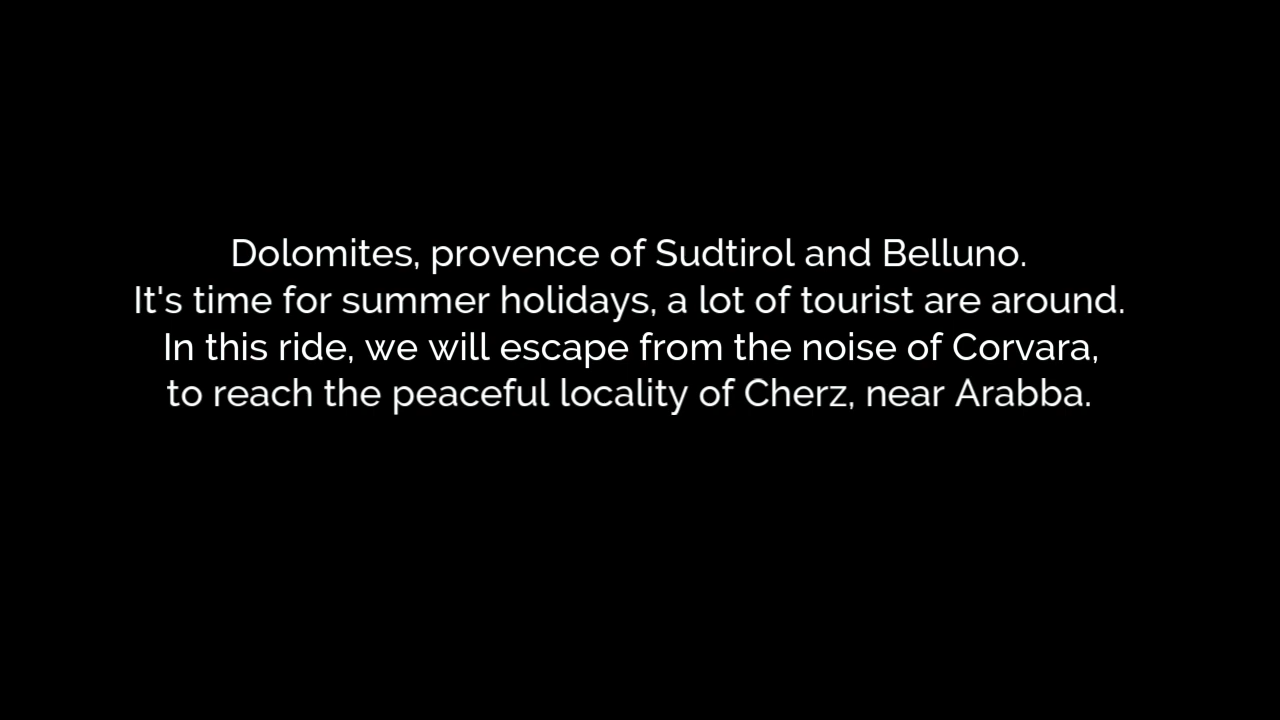 Dolomites, provence of Sudtirol and Belluno.
It's time for summer holidays, a lot of tourist are around.
In this ride, we will escape from the noise of Corvara,
to reach the peaceful locality of Cherz, near Arabba.